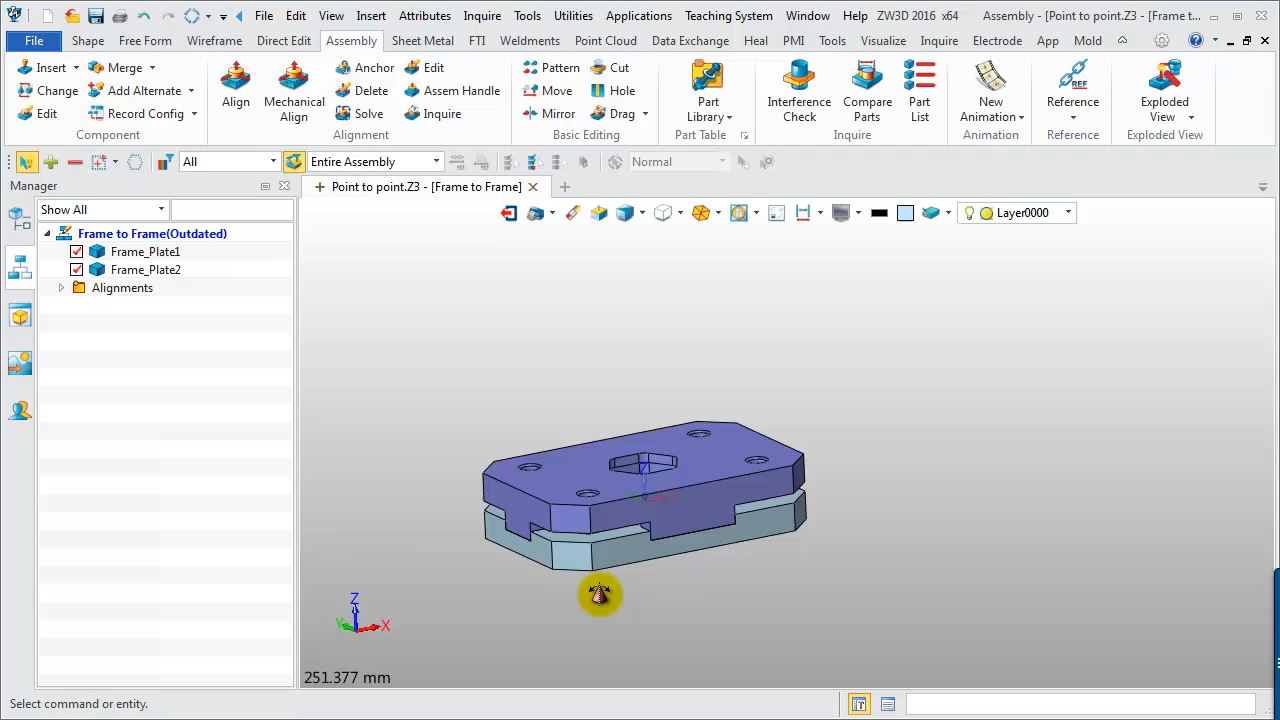 File Edit View Insert Attributes Inquire Tools Utilities Applications Teaching System Window Help ZW3D 2016 x64 Assembly - [Point to point.Z3 - [Frame t...
File Shape Free Form Wireframe Direct Edit Assembly Sheet Metal FTI Weldments Point Cloud Data Exchange Heal PMI Tools Visualize Inquire Electrode App Mold
Insert Merge Anchor Edit Pattern Cut
Change Add Alternate Assem Handle Move Hole
Edit Record Config Solve Inquire Mirror Drag
Align Mechanical Align Part Library Interference Check Compare Parts Part List New Animation Reference Exploded View
REF
Component Alignment Basic Editing Part Table Inquire Animation Reference Exploded View
All Entire Assembly Normal
Manager
Point to point.Z3 - [Frame to Frame]
Show All
Layer0000
Frame to Frame(Outdated)
Frame_Plate1
Frame_Plate2
Alignments
Z
Z
Y
X
251.377 mm
Select command or entity.